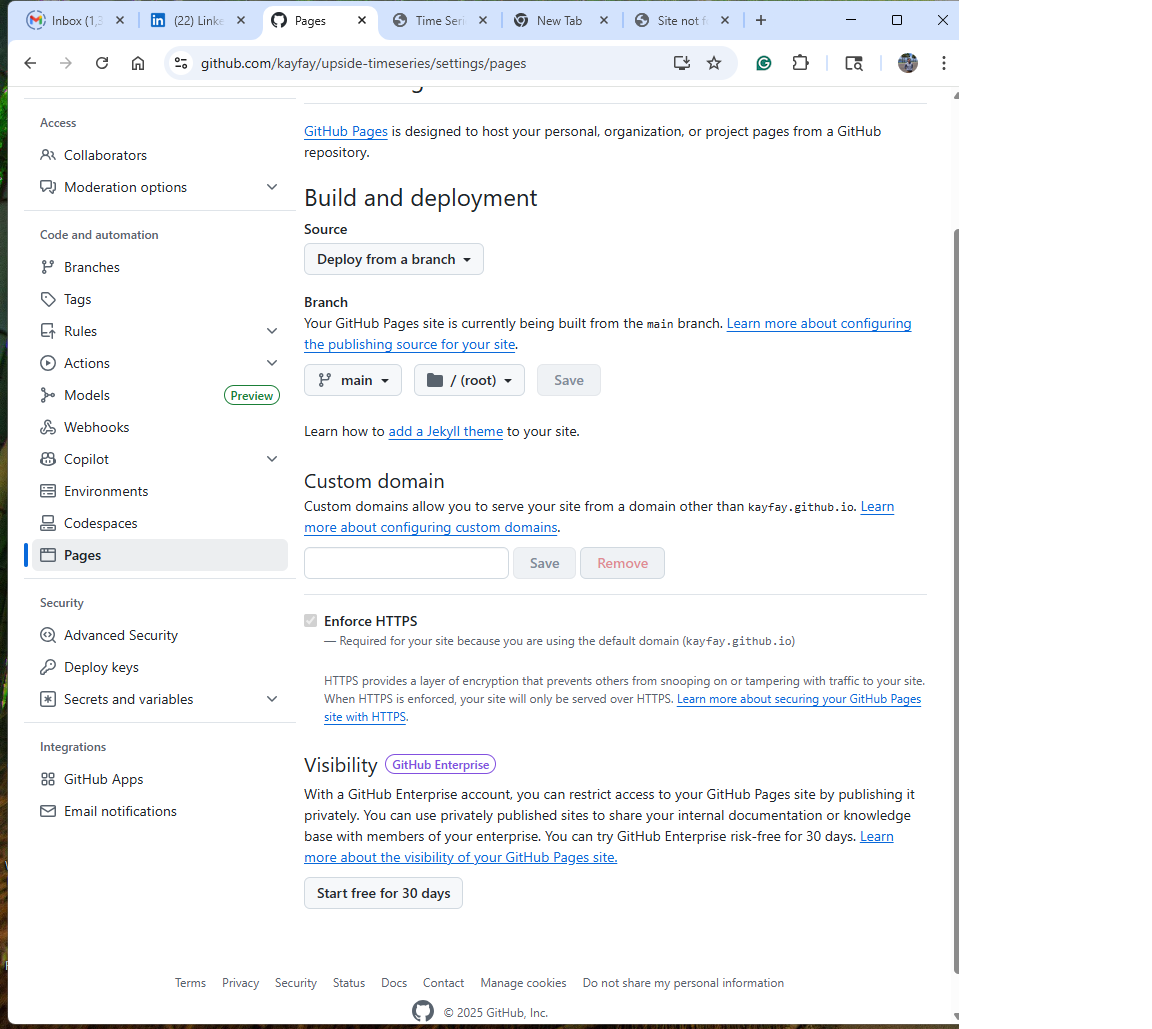 Inbox (1,3
(22) Linke
Pages
Time Seri
New Tab
Site not f
github.com/kayfay/upside-timeseries/settings/pages
Access
Collaborators
Moderation options
Code and automation
Branches
Tags
Rules
Actions
Models
Preview
Webhooks
Copilot
Environments
Codespaces
Pages
Security
Advanced Security
Deploy keys
Secrets and variables
Integrations
GitHub Apps
Email notifications
GitHub Pages is designed to host your personal, organization, or project pages from a GitHub
repository.
Build and deployment
Source
Deploy from a branch
Branch
Your GitHub Pages site is currently being built from the main branch. Learn more about configuring
the publishing source for your site.
main
/ (root)
Save
Learn how to add a Jekyll theme to your site.
Custom domain
Custom domains allow you to serve your site from a domain other than kayfay.github.io. Learn
more about configuring custom domains.
Save
Remove
Enforce HTTPS
— Required for your site because you are using the default domain (kayfay.github.io)
HTTPS provides a layer of encryption that prevents others from snooping on or tampering with traffic to your site.
When HTTPS is enforced, your site will only be served over HTTPS. Learn more about securing your GitHub Pages
site with HTTPS.
Visibility
GitHub Enterprise
With a GitHub Enterprise account, you can restrict access to your GitHub Pages site by publishing it
privately. You can use privately published sites to share your internal documentation or knowledge
base with members of your enterprise. You can try GitHub Enterprise risk-free for 30 days. Learn
more about the visibility of your GitHub Pages site.
Start free for 30 days
Terms
Privacy
Security
Status
Docs
Contact
Manage cookies
Do not share my personal information
© 2025 GitHub, Inc.